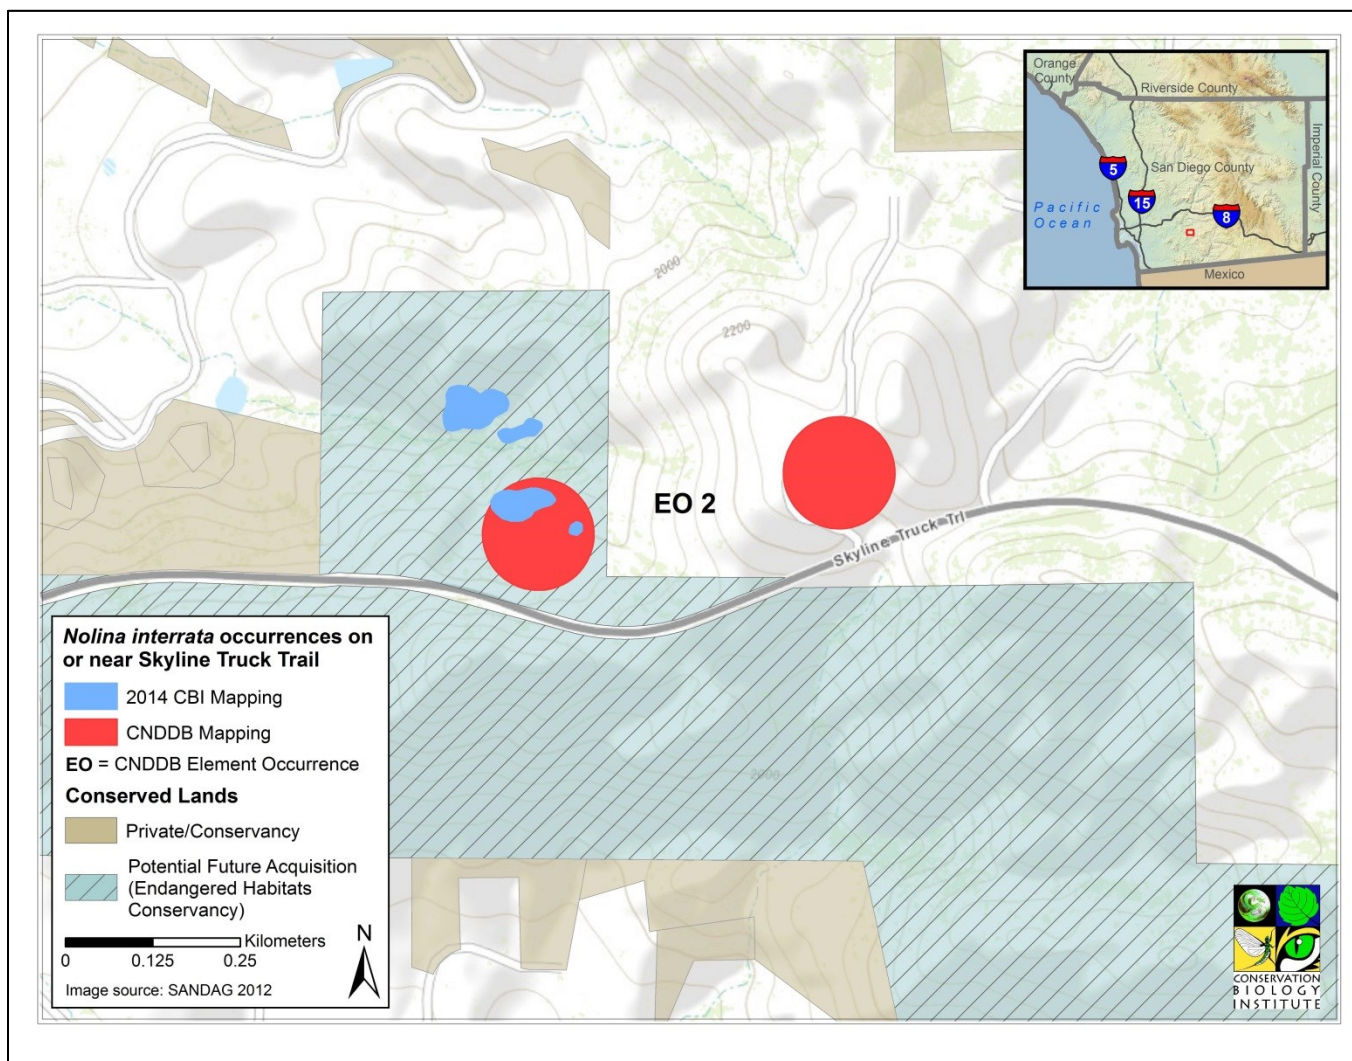 Orange
County
Riverside County
San Diego County
Imperial County
5
15
8
Pacific
Ocean
Mexico
2000
2200
EO 2
Skyline Truck Trl
2000
Nolina interrata occurrences on
or near Skyline Truck Trail
2014 CBI Mapping
CNDDB Mapping
EO = CNDDB Element Occurrence
Conserved Lands
Private/Conservancy
Potential Future Acquisition
(Endangered Habitats
Conservancy)
Kilometers
0 0.125 0.25
N
Image source: SANDAG 2012
CONSERVATION
BIOLOGY
INSTITUTE